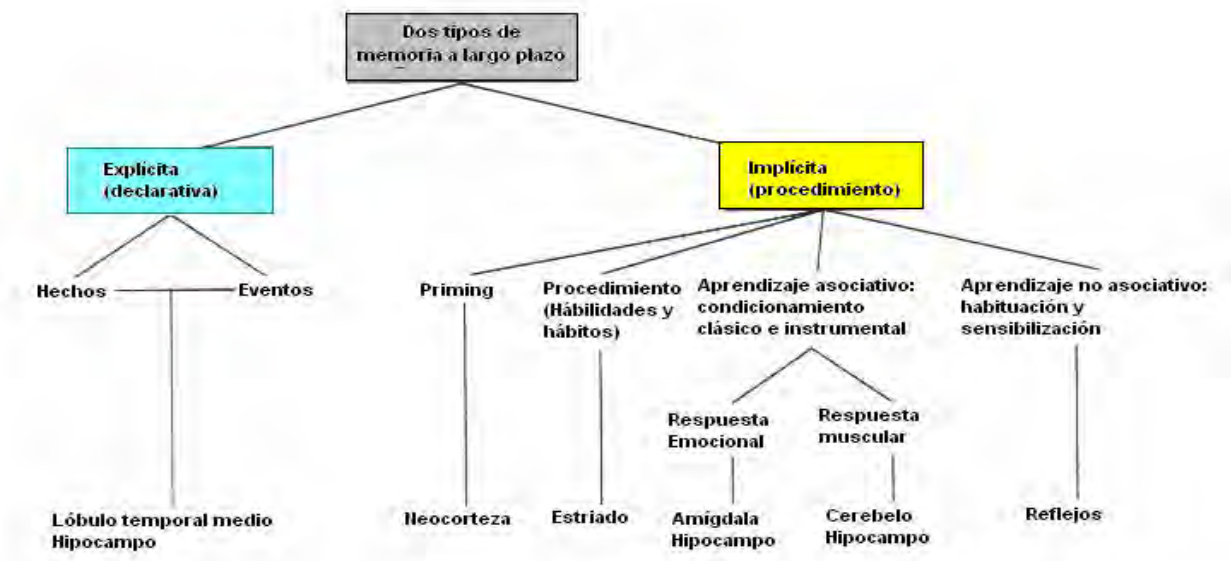 Dos tipos de
memoria a largo plazo
Explícita
(declarativa)
Implícita
(procedimiento)
Hechos
Eventos
Priming
Procedimiento
(Hábilidades y
hábitos)
Aprendizaje asociativo:
condicionamiento
clásico e instrumental
Aprendizaje no asociativo:
habituación y
sensibilización
Respuesta
Emocional
Respuesta
muscular
Lóbulo temporal medio
Hipocampo
Neocorteza
Estriado
Amígdala
Hipocampo
Cerebelo
Hipocampo
Reflejos